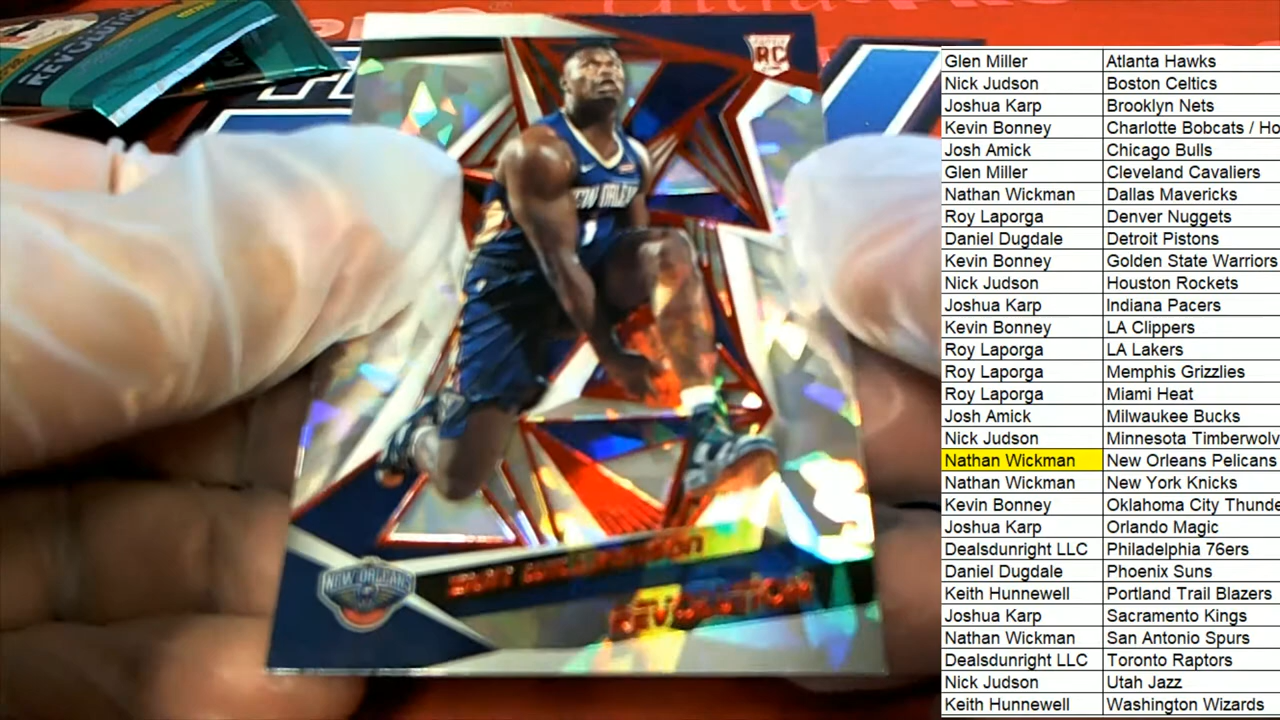 REVOLUTION
RC
NEW ORLEANS
1
NEW ORLEANS
ZION WILLIAMSON
REVOLUTION
Glen Miller Atlanta Hawks
Nick Judson Boston Celtics
Joshua Karp Brooklyn Nets
Kevin Bonney Charlotte Bobcats / Ho
Josh Amick Chicago Bulls
Glen Miller Cleveland Cavaliers
Nathan Wickman Dallas Mavericks
Roy Laporga Denver Nuggets
Daniel Dugdale Detroit Pistons
Kevin Bonney Golden State Warriors
Nick Judson Houston Rockets
Joshua Karp Indiana Pacers
Kevin Bonney LA Clippers
Roy Laporga LA Lakers
Roy Laporga Memphis Grizzlies
Roy Laporga Miami Heat
Josh Amick Milwaukee Bucks
Nick Judson Minnesota Timberwolv
Nathan Wickman New Orleans Pelicans
Nathan Wickman New York Knicks
Kevin Bonney Oklahoma City Thunde
Joshua Karp Orlando Magic
Dealsdunright LLC Philadelphia 76ers
Daniel Dugdale Phoenix Suns
Keith Hunnewell Portland Trail Blazers
Joshua Karp Sacramento Kings
Nathan Wickman San Antonio Spurs
Dealsdunright LLC Toronto Raptors
Nick Judson Utah Jazz
Keith Hunnewell Washington Wizards